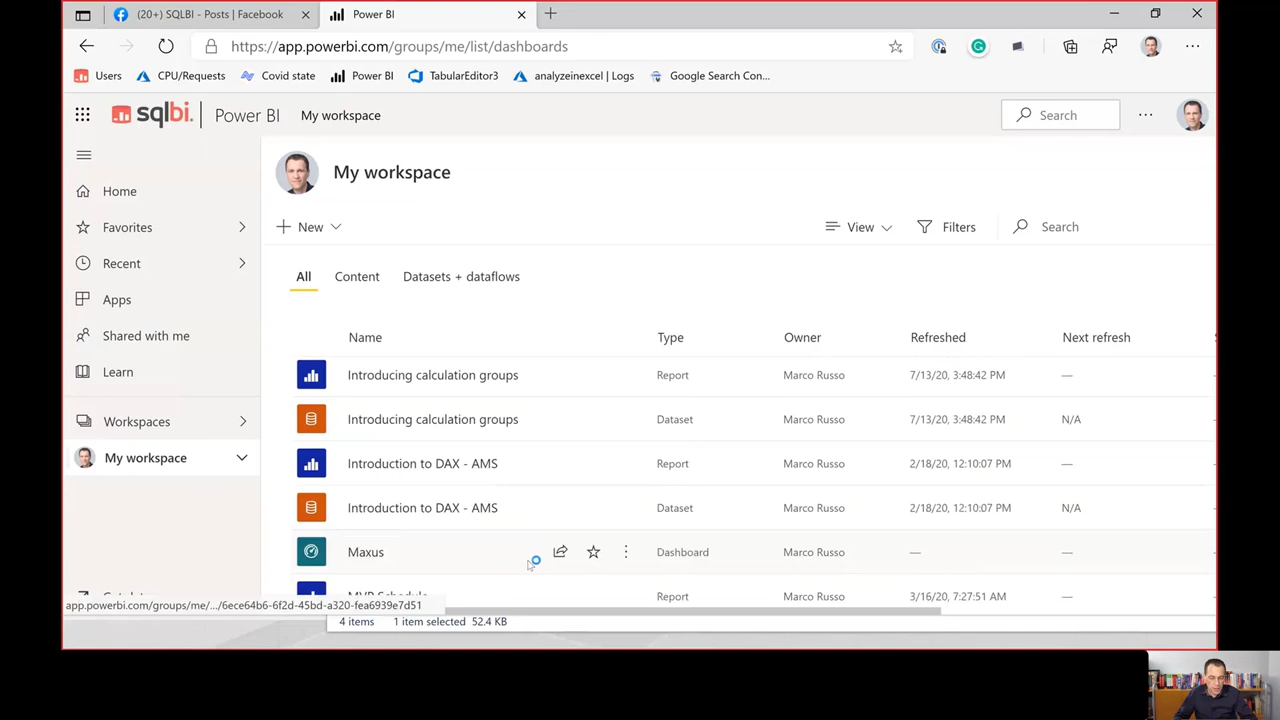 (20+) SQLBI - Posts | Facebook
Power BI
https://app.powerbi.com/groups/me/list/dashboards
Users
CPU/Requests
Covid state
Power BI
TabularEditor3
analyzeinexcel | Logs
Google Search Con...
sqlbi.
Power BI
My workspace
Search
My workspace
Home
Favorites
Recent
Apps
Shared with me
Learn
Workspaces
My workspace
New
View
Filters
Search
All
Content
Datasets + dataflows
Name
Type
Owner
Refreshed
Next refresh
Introducing calculation groups
Report
Marco Russo
7/13/20, 3:48:42 PM
—
Introducing calculation groups
Dataset
Marco Russo
7/13/20, 3:48:42 PM
N/A
Introduction to DAX - AMS
Report
Marco Russo
2/18/20, 12:10:07 PM
—
Introduction to DAX - AMS
Dataset
Marco Russo
2/18/20, 12:10:07 PM
N/A
Maxus
Dashboard
Marco Russo
—
—
MVP Schedule
Report
Marco Russo
3/16/20, 7:27:51 AM
—
app.powerbi.com/groups/me/.../6ece64b6-6f2d-45bd-a320-fea6939e7d51
4 items
1 item selected
52.4 KB